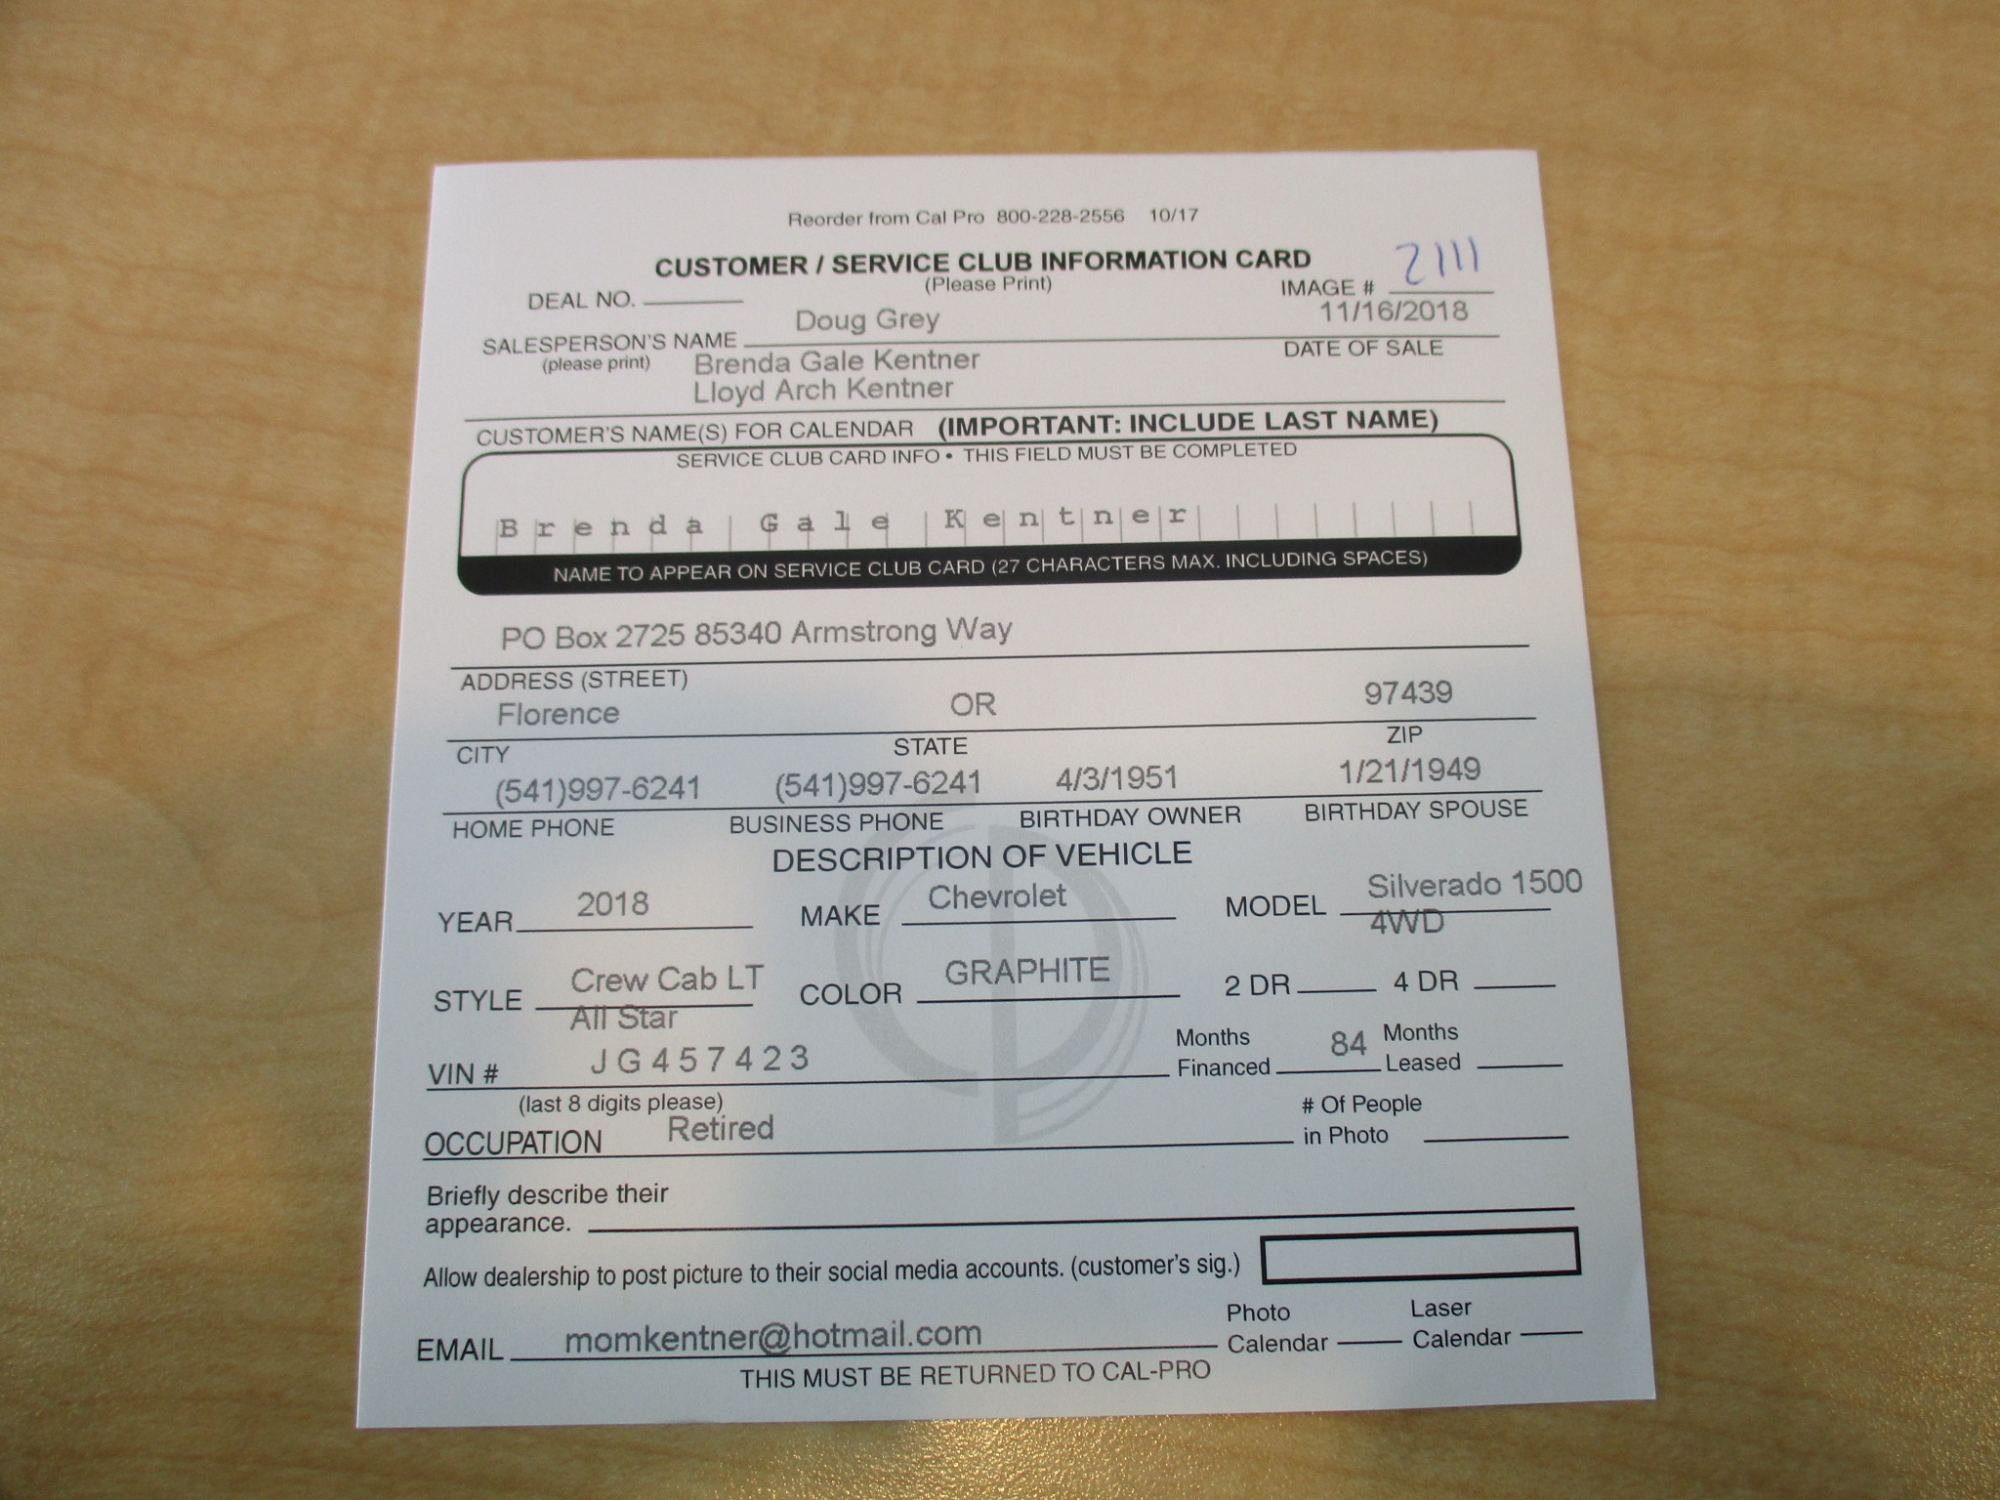 Reorder from Cal Pro 800-228-2556 10/17
CUSTOMER / SERVICE CLUB INFORMATION CARD
(Please Print)
DEAL NO. IMAGE # 2111
Doug Grey 11/16/2018
SALESPERSON'S NAME DATE OF SALE
(please print) Brenda Gale Kentner
Lloyd Arch Kentner
CUSTOMER'S NAME(S) FOR CALENDAR (IMPORTANT: INCLUDE LAST NAME)
SERVICE CLUB CARD INFO • THIS FIELD MUST BE COMPLETED
Brenda Gale Kentner
NAME TO APPEAR ON SERVICE CLUB CARD (27 CHARACTERS MAX. INCLUDING SPACES)
PO Box 2725 85340 Armstrong Way
ADDRESS (STREET)
Florence OR 97439
CITY STATE ZIP
(541)997-6241 (541)997-6241 4/3/1951 1/21/1949
HOME PHONE BUSINESS PHONE BIRTHDAY OWNER BIRTHDAY SPOUSE
DESCRIPTION OF VEHICLE
YEAR 2018 MAKE Chevrolet MODEL Silverado 1500
4WD
STYLE Crew Cab LT COLOR GRAPHITE 2 DR 4 DR
All Star
VIN # JG457423 Months Financed 84 Months Leased
(last 8 digits please)
OCCUPATION Retired # Of People in Photo
Briefly describe their
appearance.
Allow dealership to post picture to their social media accounts. (customer's sig.)
EMAIL momkentner@hotmail.com Photo Calendar Laser Calendar
THIS MUST BE RETURNED TO CAL-PRO